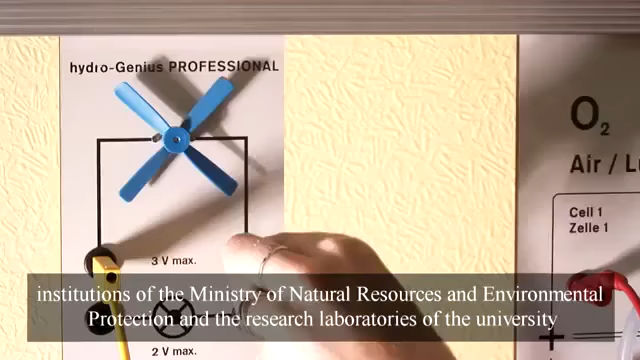 hydro-Genius PROFESSIONAL
O2
Air / L
Cell 1
Zelle 1
3 V max.
institutions of the Ministry of Natural Resources and Environmental
Protection and the research laboratories of the university
+
2 V max.